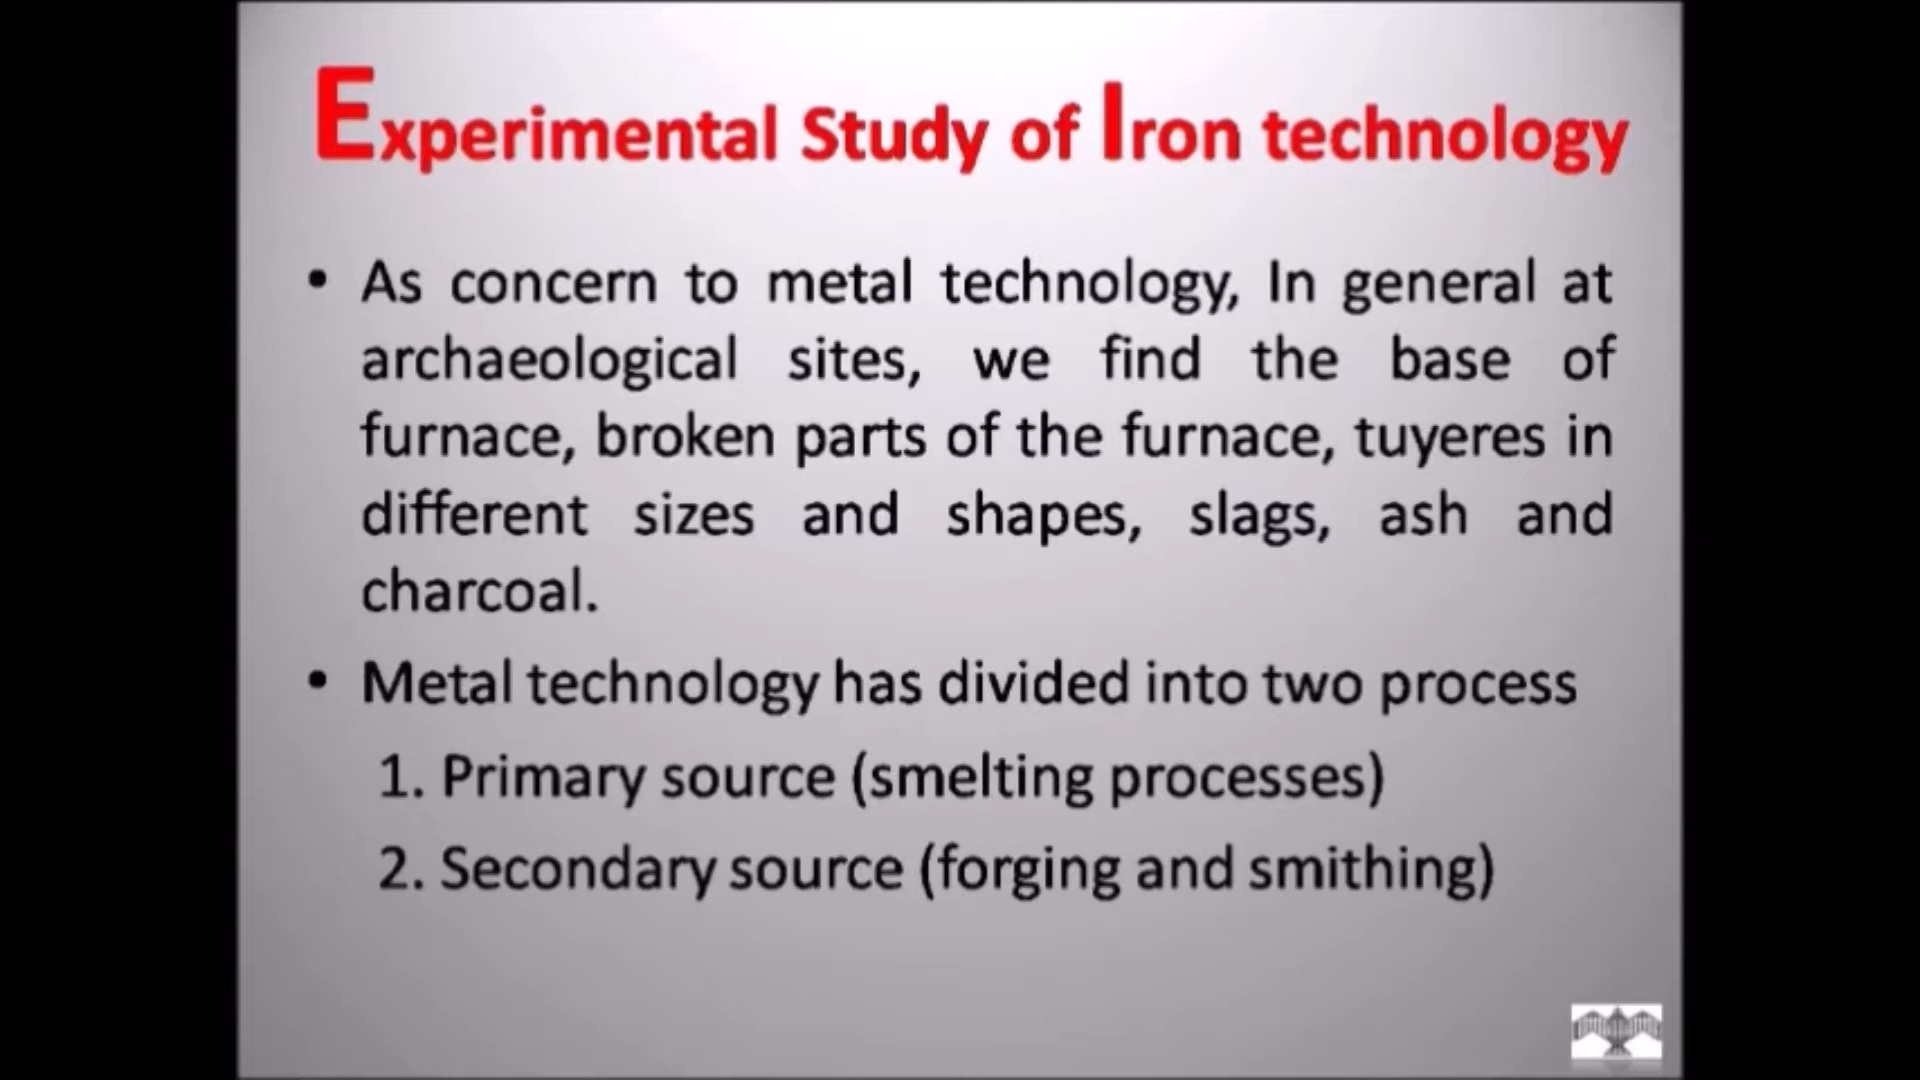 Experimental Study of Iron technology
• As concern to metal technology, In general at
archaeological sites, we find the base of
furnace, broken parts of the furnace, tuyeres in
different sizes and shapes, slags, ash and
charcoal.
• Metal technology has divided into two process
1. Primary source (smelting processes)
2. Secondary source (forging and smithing)